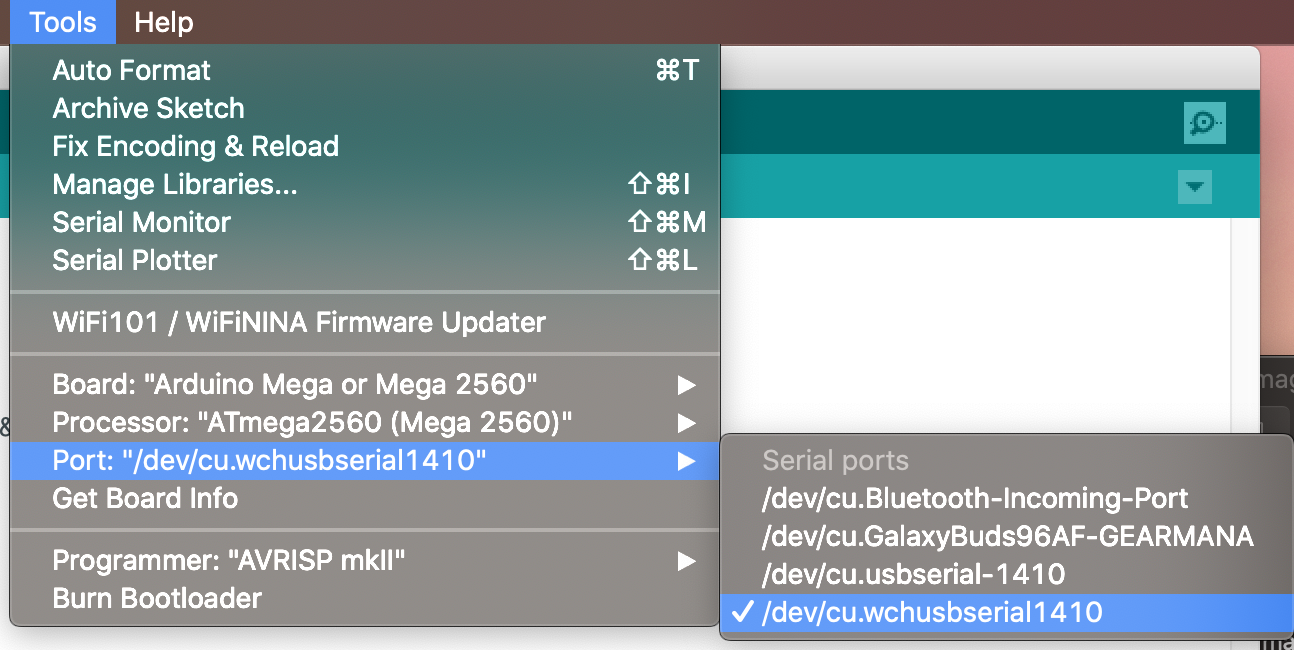 Tools Help
Auto Format ⌘T
Archive Sketch
Fix Encoding & Reload
Manage Libraries... ⇧⌘I
Serial Monitor ⇧⌘M
Serial Plotter ⇧⌘L
WiFi101 / WiFiNINA Firmware Updater
Board: "Arduino Mega or Mega 2560"
Processor: "ATmega2560 (Mega 2560)"
Port: "/dev/cu.wchusbserial1410"
Get Board Info
Programmer: "AVRISP mkII"
Burn Bootloader
Serial ports
/dev/cu.Bluetooth-Incoming-Port
/dev/cu.GalaxyBuds96AF-GEARMANA
/dev/cu.usbserial-1410
✓ /dev/cu.wchusbserial1410